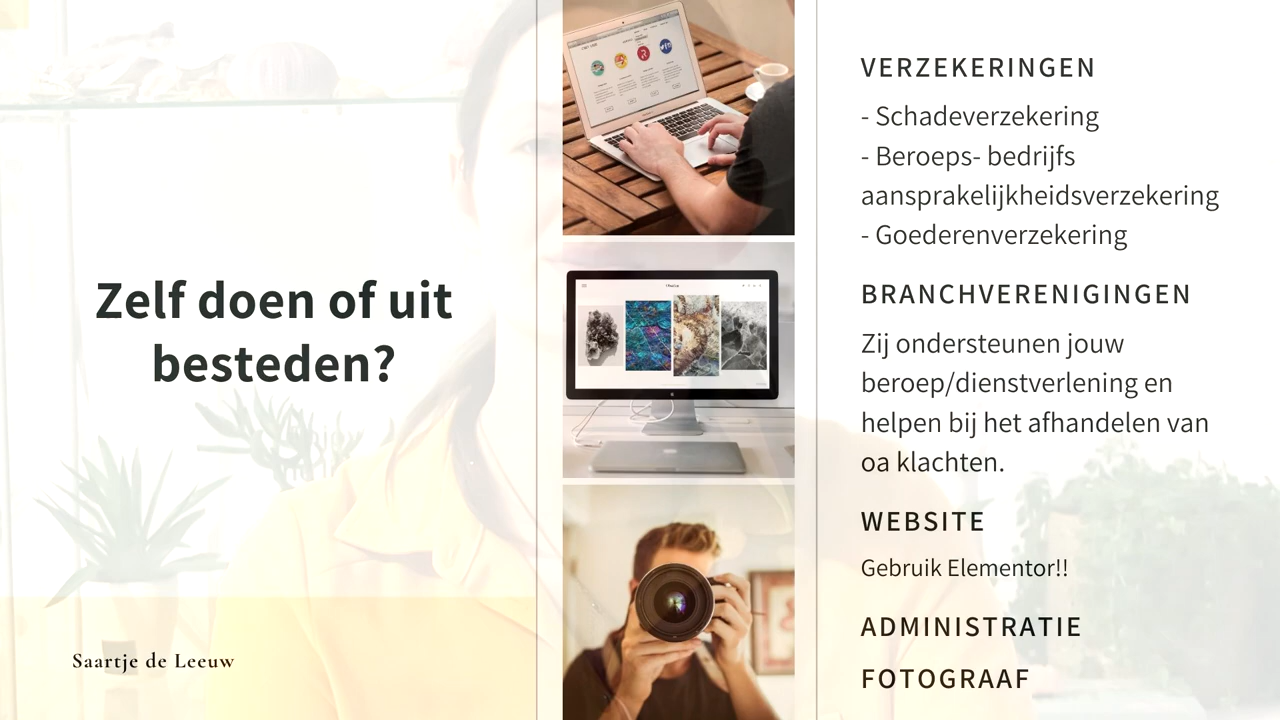 Zelf doen of uit
besteden?
Saartje de Leeuw
VERZEKERINGEN
- Schadeverzekering
- Beroeps- bedrijfs
aansprakelijkheidsverzekering
- Goederenverzekering
BRANCHVERENIGINGEN
Zij ondersteunen jouw
beroep/dienstverlening en
helpen bij het afhandelen van
oa klachten.
WEBSITE
Gebruik Elementor!!
ADMINISTRATIE
FOTOGRAAF